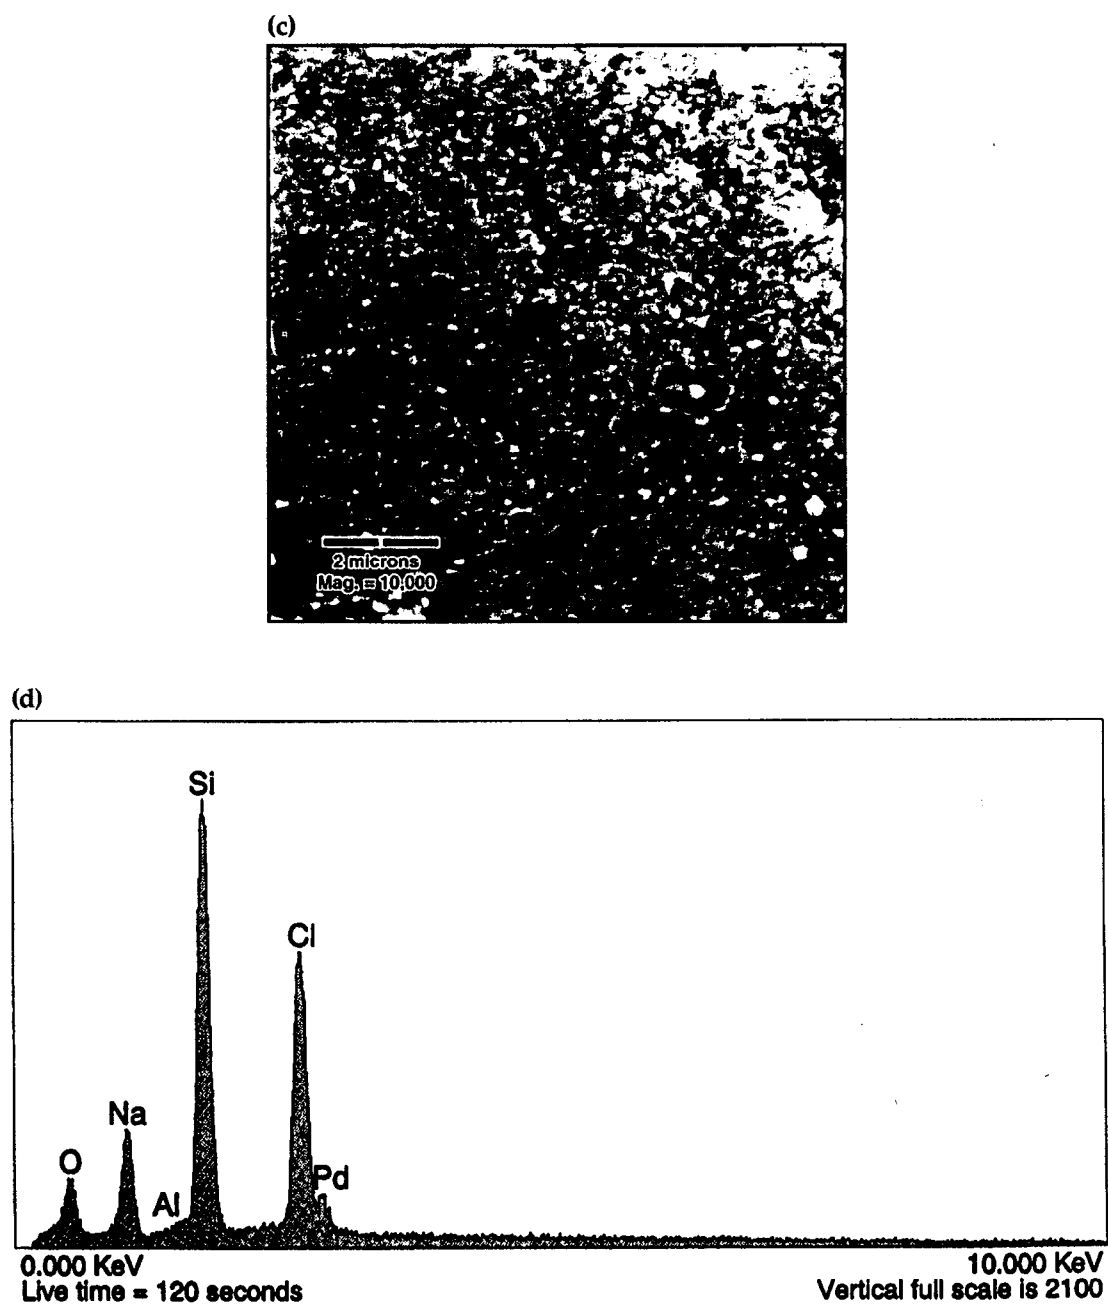 (c)
2 microns
Mag. = 10,000
(d)
Si
Cl
Na
O
Al
Pd
0.000 KeV
10.000 KeV
Live time = 120 seconds
Vertical full scale is 2100